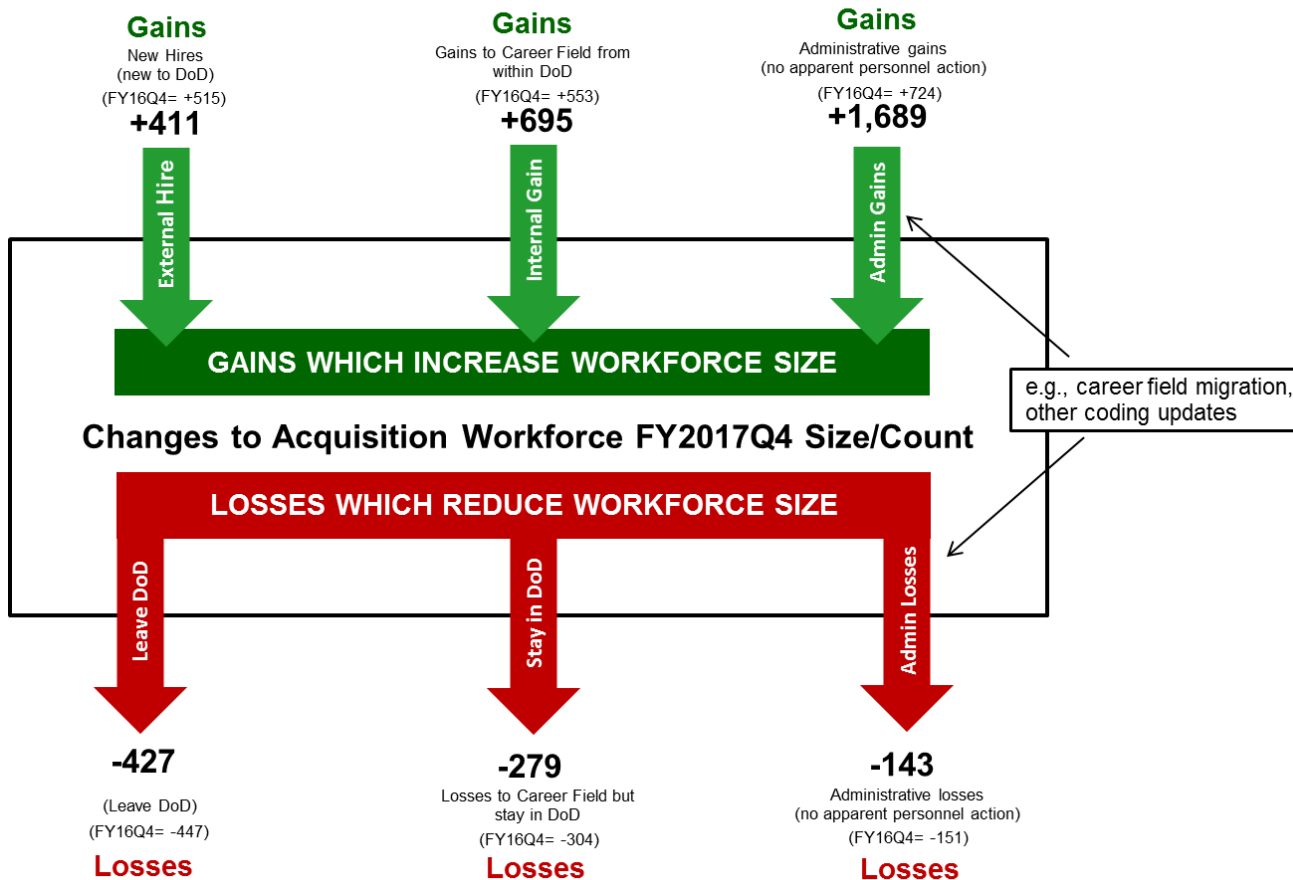 Gains
New Hires
(new to DoD)
(FY16Q4= +515)
+411
Gains
Gains to Career Field from
within DoD
(FY16Q4= +553)
+695
Gains
Administrative gains
(no apparent personnel action)
(FY16Q4= +724)
+1,689
External Hire
Internal Gain
Admin Gains
GAINS WHICH INCREASE WORKFORCE SIZE
e.g., career field migration,
other coding updates
Changes to Acquisition Workforce FY2017Q4 Size/Count
LOSSES WHICH REDUCE WORKFORCE SIZE
Leave DoD
Stay in DoD
Admin Losses
-427
(Leave DoD)
(FY16Q4= -447)
Losses
-279
Losses to Career Field but
stay in DoD
(FY16Q4= -304)
Losses
-143
Administrative losses
(no apparent personnel action)
(FY16Q4= -151)
Losses